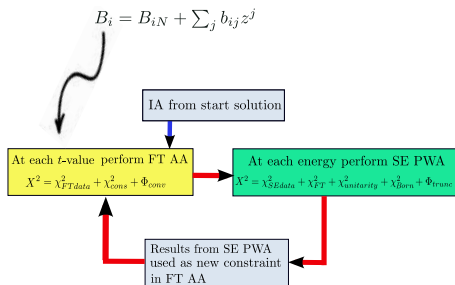 B_i = B_{iN} + \sum_j b_{ij} z^j
IA from start solution
At each t-value perform FT AA
X^2 = \chi^2_{FTdata} + \chi^2_{cons} + \Phi_{conv}
At each energy perform SE PWA
X^2 = \chi^2_{SEdata} + \chi^2_{FT} + \chi^2_{unitarity} + \chi^2_{Born} + \Phi_{trunc}
Results from SE PWA
used as new constraint
in FT AA